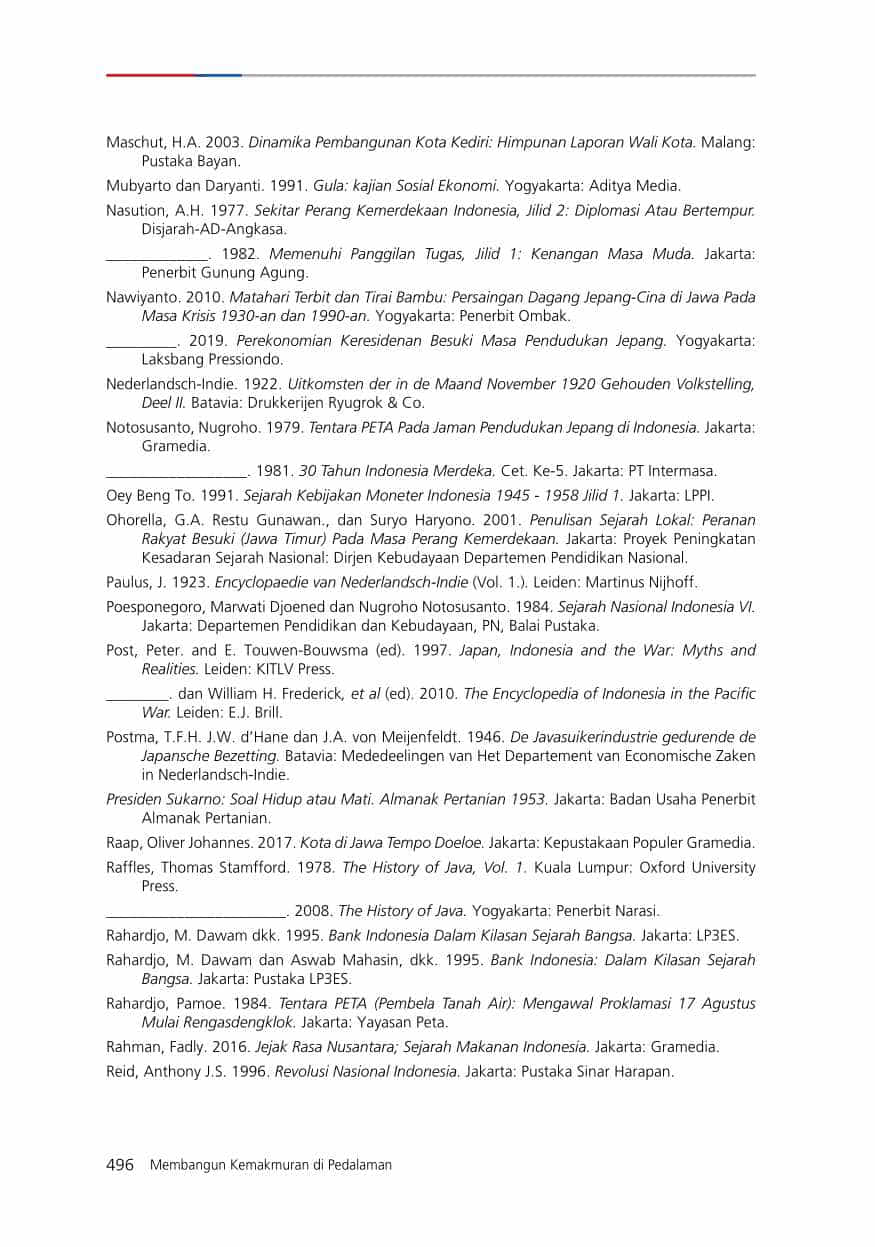 Maschut, H.A. 2003. Dinamika Pembangunan Kota Kediri: Himpunan Laporan Wali Kota. Malang:
Pustaka Bayan.
Mubyarto dan Daryanti. 1991. Gula: kajian Sosial Ekonomi. Yogyakarta: Aditya Media.
Nasution, A.H. 1977. Sekitar Perang Kemerdekaan Indonesia, Jilid 2: Diplomasi Atau Bertempur.
Disjarah-AD-Angkasa.
_____________. 1982. Memenuhi Panggilan Tugas, Jilid 1: Kenangan Masa Muda. Jakarta:
Penerbit Gunung Agung.
Nawiyanto. 2010. Matahari Terbit dan Tirai Bambu: Persaingan Dagang Jepang-Cina di Jawa Pada
Masa Krisis 1930-an dan 1990-an. Yogyakarta: Penerbit Ombak.
_________. 2019. Perekonomian Keresidenan Besuki Masa Pendudukan Jepang. Yogyakarta:
Laksbang Pressiondo.
Nederlandsch-Indie. 1922. Uitkomsten der in de Maand November 1920 Gehouden Volkstelling,
Deel II. Batavia: Drukkerijen Ryugrok & Co.
Notosusanto, Nugroho. 1979. Tentara PETA Pada Jaman Pendudukan Jepang di Indonesia. Jakarta:
Gramedia.
__________________. 1981. 30 Tahun Indonesia Merdeka. Cet. Ke-5. Jakarta: PT Intermasa.
Oey Beng To. 1991. Sejarah Kebijakan Moneter Indonesia 1945 - 1958 Jilid 1. Jakarta: LPPI.
Ohorella, G.A. Restu Gunawan., dan Suryo Haryono. 2001. Penulisan Sejarah Lokal: Peranan
Rakyat Besuki (Jawa Timur) Pada Masa Perang Kemerdekaan. Jakarta: Proyek Peningkatan
Kesadaran Sejarah Nasional: Dirjen Kebudayaan Departemen Pendidikan Nasional.
Paulus, J. 1923. Encyclopaedie van Nederlandsch-Indie (Vol. 1.). Leiden: Martinus Nijhoff.
Poesponegoro, Marwati Djoened dan Nugroho Notosusanto. 1984. Sejarah Nasional Indonesia VI.
Jakarta: Departemen Pendidikan dan Kebudayaan, PN, Balai Pustaka.
Post, Peter. and E. Touwen-Bouwsma (ed). 1997. Japan, Indonesia and the War: Myths and
Realities. Leiden: KITLV Press.
________. dan William H. Frederick, et al (ed). 2010. The Encyclopedia of Indonesia in the Pacific
War. Leiden: E.J. Brill.
Postma, T.F.H. J.W. d’Hane dan J.A. von Meijenfeldt. 1946. De Javasuikerindustrie gedurende de
Japansche Bezetting. Batavia: Mededeelingen van Het Departement van Economische Zaken
in Nederlandsch-Indie.
Presiden Sukarno: Soal Hidup atau Mati. Almanak Pertanian 1953. Jakarta: Badan Usaha Penerbit
Almanak Pertanian.
Raap, Oliver Johannes. 2017. Kota di Jawa Tempo Doeloe. Jakarta: Kepustakaan Populer Gramedia.
Raffles, Thomas Stamfford. 1978. The History of Java, Vol. 1. Kuala Lumpur: Oxford University
Press.
_______________________. 2008. The History of Java. Yogyakarta: Penerbit Narasi.
Rahardjo, M. Dawam dkk. 1995. Bank Indonesia Dalam Kilasan Sejarah Bangsa. Jakarta: LP3ES.
Rahardjo, M. Dawam dan Aswab Mahasin, dkk. 1995. Bank Indonesia: Dalam Kilasan Sejarah
Bangsa. Jakarta: Pustaka LP3ES.
Rahardjo, Pamoe. 1984. Tentara PETA (Pembela Tanah Air): Mengawal Proklamasi 17 Agustus
Mulai Rengasdengklok. Jakarta: Yayasan Peta.
Rahman, Fadly. 2016. Jejak Rasa Nusantara; Sejarah Makanan Indonesia. Jakarta: Gramedia.
Reid, Anthony J.S. 1996. Revolusi Nasional Indonesia. Jakarta: Pustaka Sinar Harapan.
496 Membangun Kemakmuran di Pedalaman